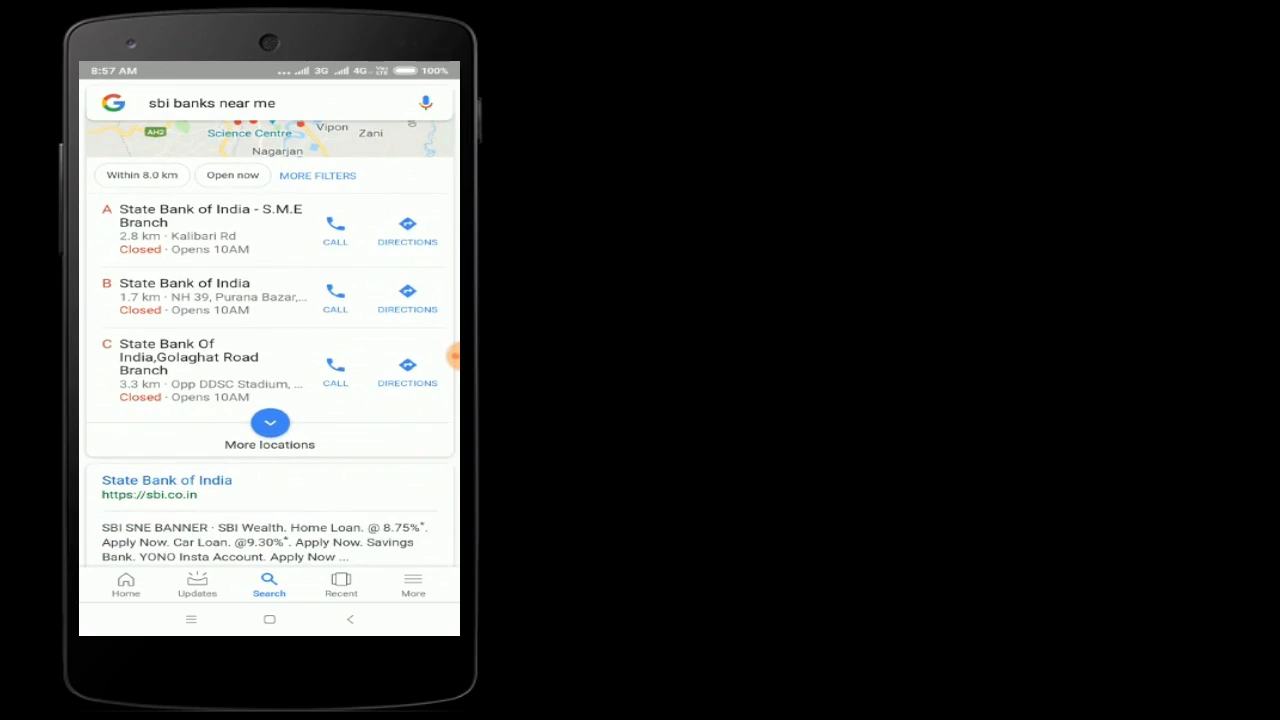 8:57 AM ... 3G 4G VoLTE 100%
sbi banks near me
AH2
Science Centre
Vipon
Zani
Nagarjan
Within 8.0 km Open now MORE FILTERS
A State Bank of India - S.M.E
Branch
2.8 km · Kalibari Rd
Closed · Opens 10AM
CALL DIRECTIONS
B State Bank of India
1.7 km · NH 39, Purana Bazar,...
Closed · Opens 10AM
CALL DIRECTIONS
C State Bank Of
India,Golaghat Road
Branch
3.3 km · Opp DDSC Stadium, ...
Closed · Opens 10AM
CALL DIRECTIONS
More locations
State Bank of India
https://sbi.co.in
SBI SNE BANNER · SBI Wealth. Home Loan. @ 8.75%*.
Apply Now. Car Loan. @9.30%*. Apply Now. Savings
Bank. YONO Insta Account. Apply Now ...
Home Updates Search Recent More